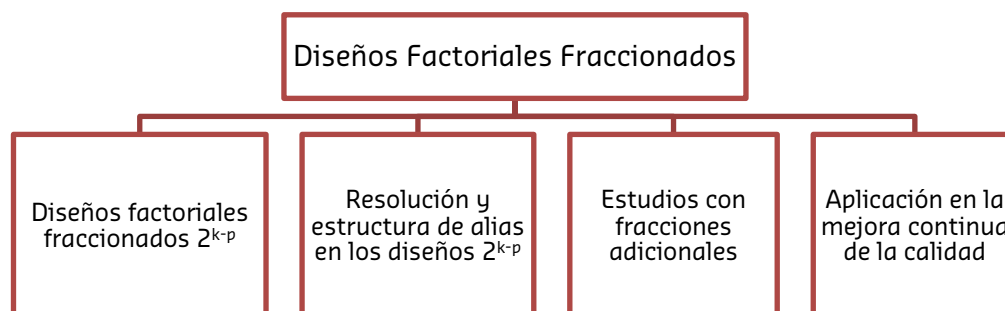 Diseños Factoriales Fraccionados
Diseños factoriales
fraccionados 2ᵏ⁻ᵖ
Resolución y
estructura de alias
en los diseños 2ᵏ⁻ᵖ
Estudios con
fracciones
adicionales
Aplicación en la
mejora continua
de la calidad